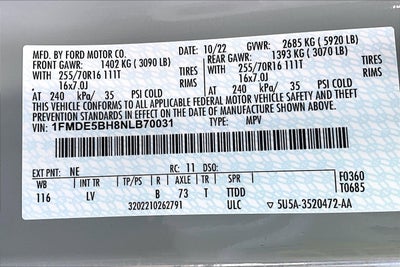 MFD. BY FORD MOTOR CO.
DATE: 10/22 GVWR: 2685 KG ( 5920 LB)
FRONT GAWR: 1402 KG ( 3090 LB) REAR GAWR: 1393 KG ( 3070 LB)
WITH 255/70R16 111T WITH 255/70R16 111T
16x7.0J 16x7.0J
AT 240 kPa/ 35 PSI COLD AT 240 kPa/ 35 PSI COLD
THIS VEHICLE CONFORMS TO ALL APPLICABLE FEDERAL MOTOR VEHICLE SAFETY AND THEFT
PREVENTION STANDARDS IN EFFECT ON THE DATE OF MANUFACTURE SHOWN ABOVE.
VIN: 1FMDE5BH8NLB70031 TYPE: MPV
EXT PNT: NE RC: 11 DSO: F0360
WB INT TR TP/PS R AXLE TR SPR T0685
116 LV B 73 T TTDD
3202210262791 ULC ▽ 5U5A-3520472-AA